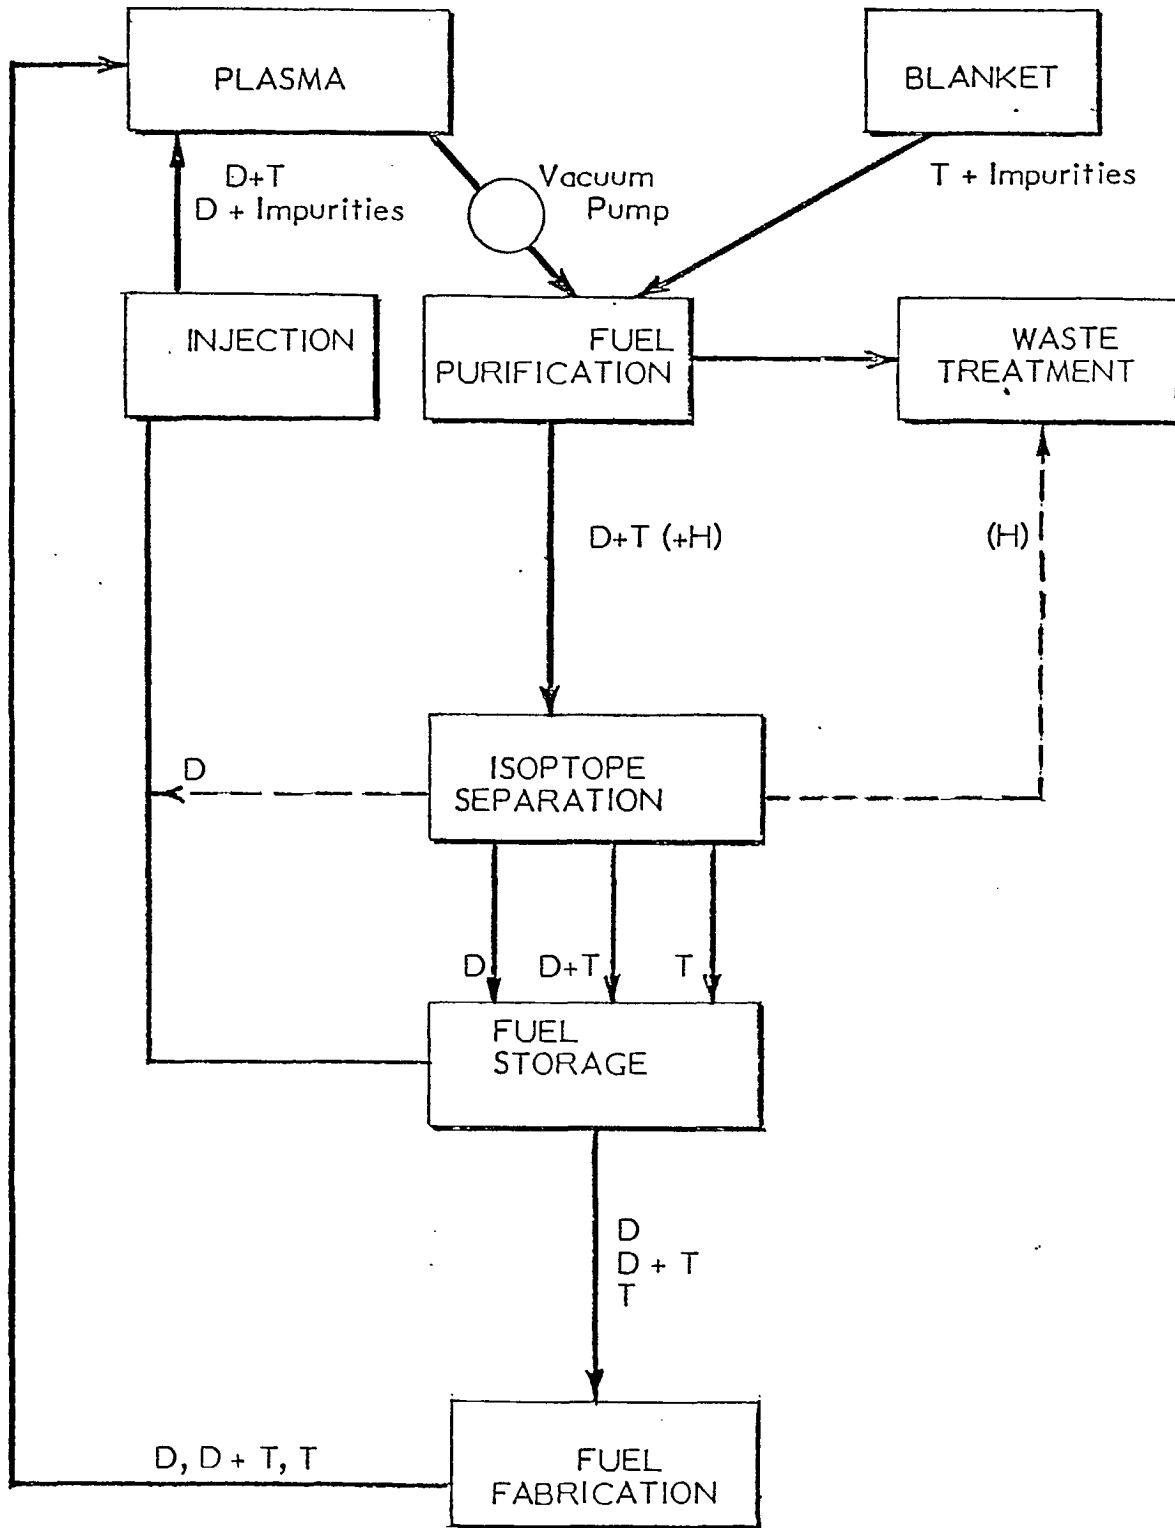 PLASMA
BLANKET
D+T
D + Impurities
Vacuum
Pump
T + Impurities
INJECTION
FUEL
PURIFICATION
WASTE
TREATMENT
D+T (+H)
(H)
D
ISOPTOPE
SEPARATION
D
D+T
T
FUEL
STORAGE
D
D + T
T
D, D + T, T
FUEL
FABRICATION